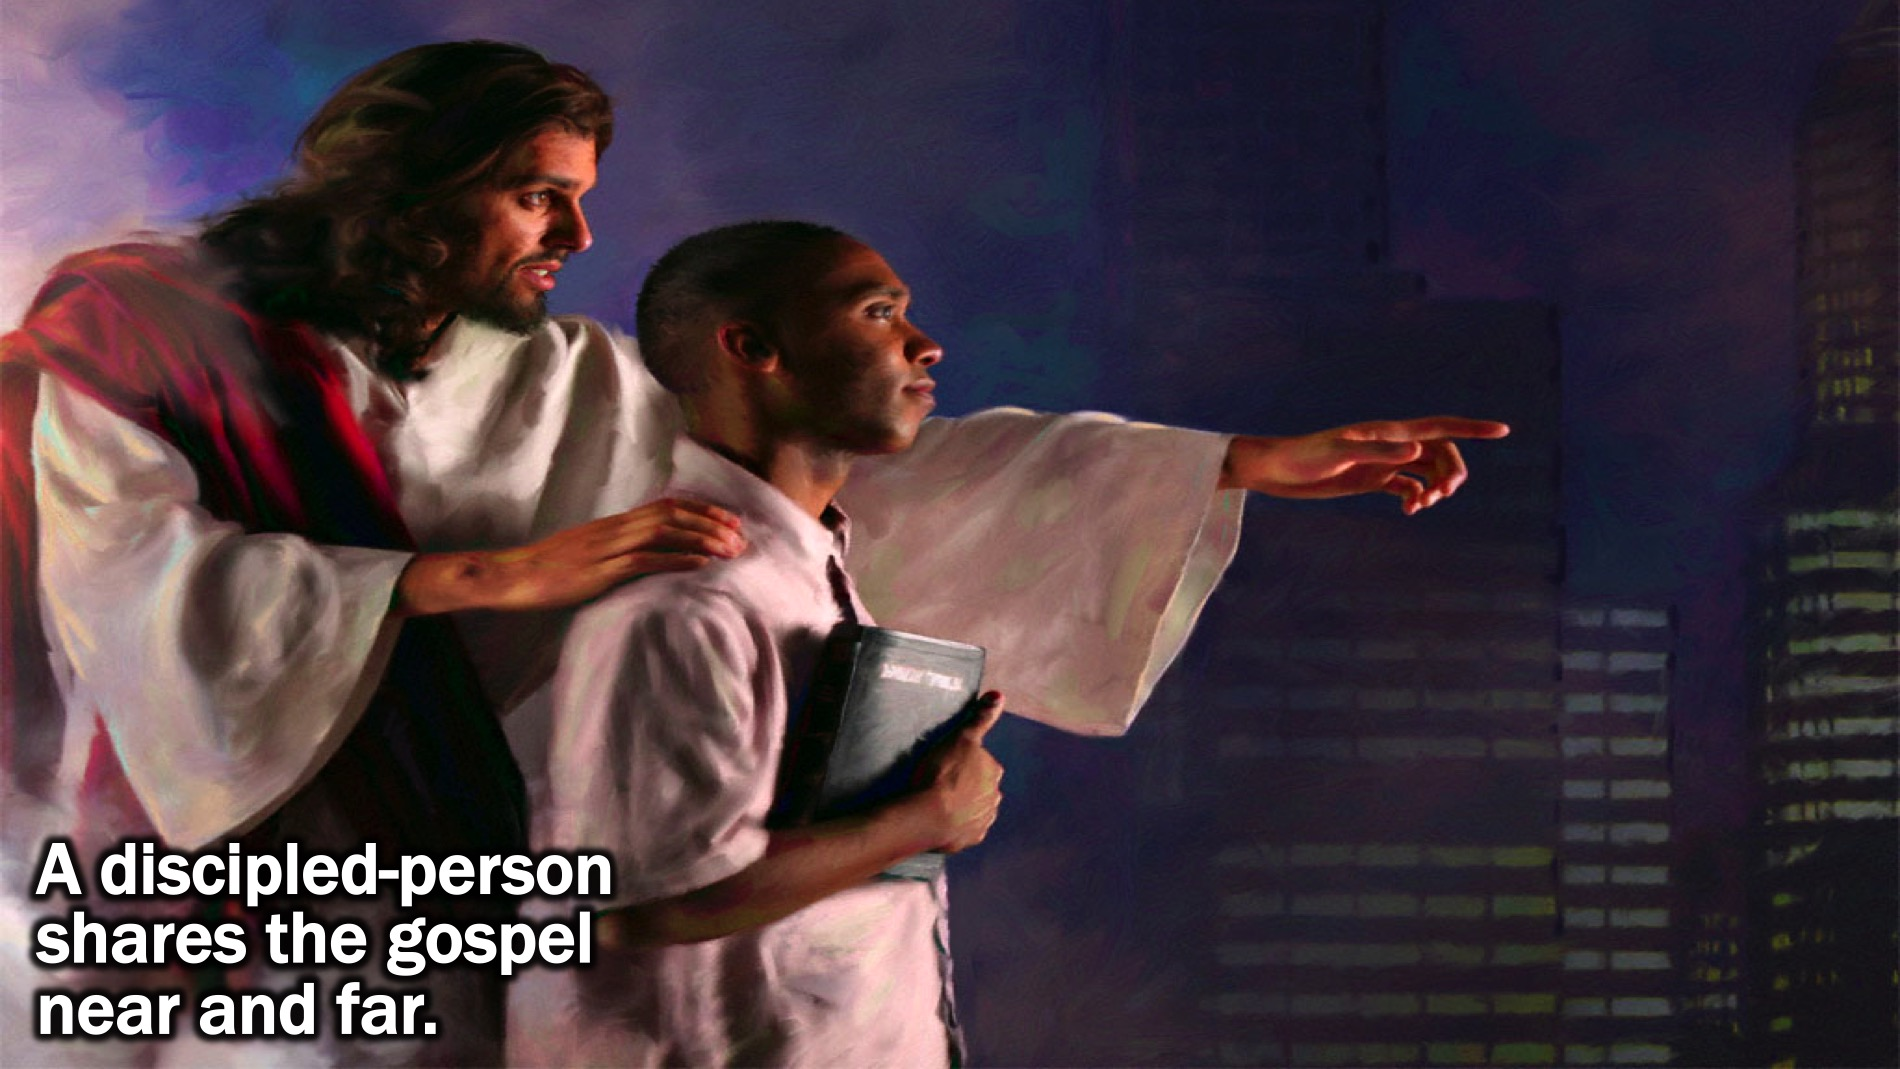 A discipled-person
shares the gospel
near and far.